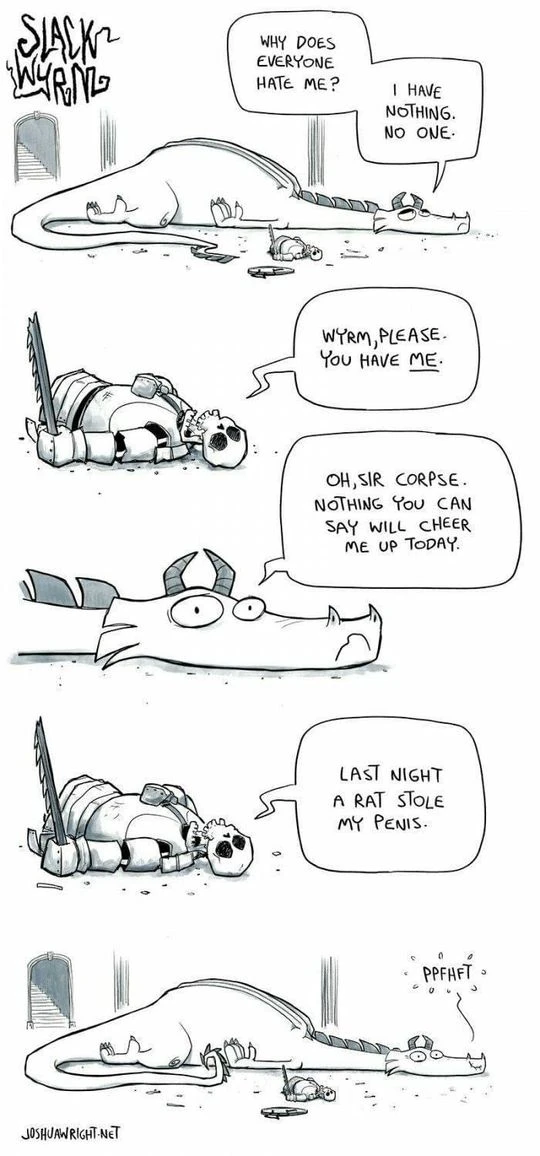 SLACK
WYRM
WHY DOES
EVERYONE
HATE ME?
I HAVE
NOTHING.
NO ONE.
WYRM, PLEASE.
YOU HAVE ME.
OH, SIR CORPSE.
NOTHING YOU CAN
SAY WILL CHEER
ME UP TODAY.
LAST NIGHT
A RAT STOLE
MY PENIS.
PPFHFT
JOSHUAWRIGHT.NET